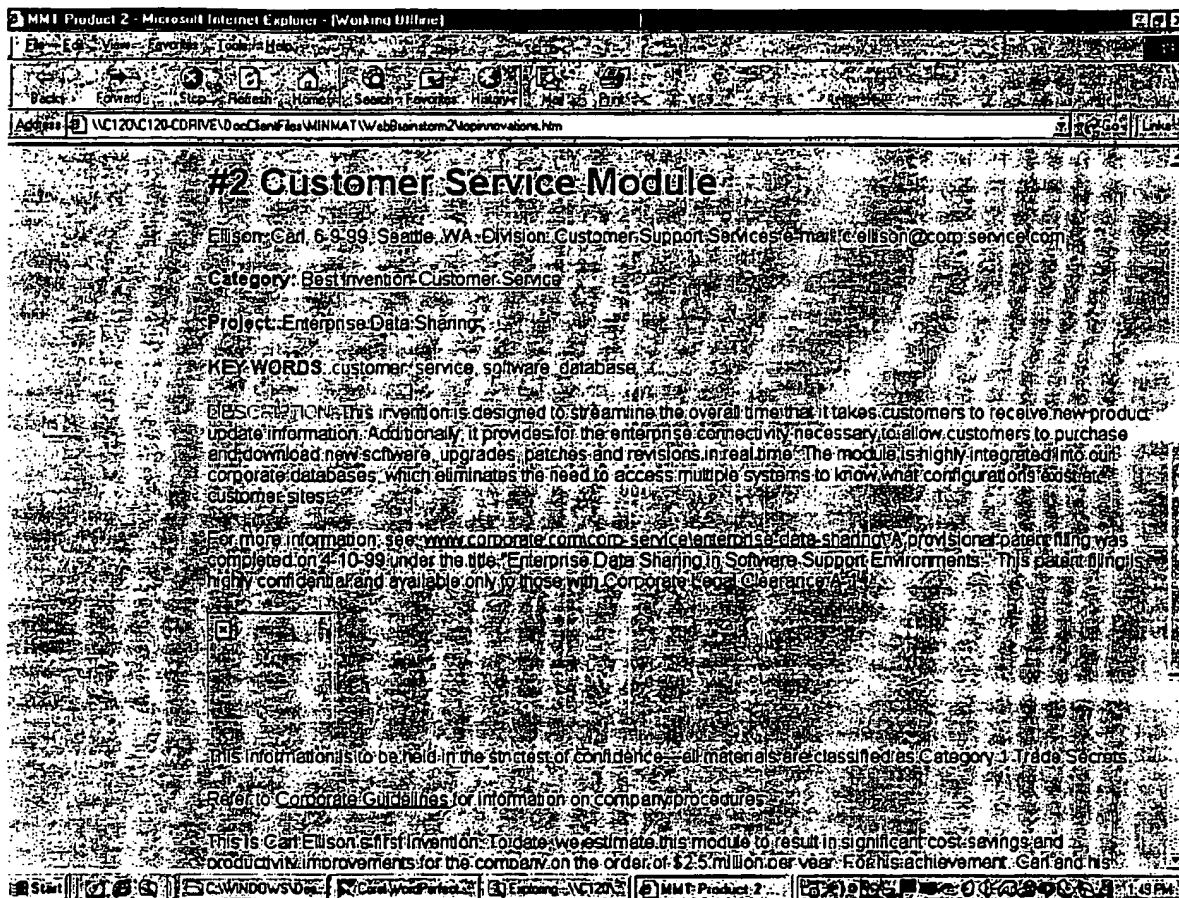 MMT Product 2 - Microsoft Internet Explorer - [Working Offline]
File Edit View Favorites Tools Help
Back Forward Stop Refresh Home Search Favorites History Mail Print
Address \\C120\C120-CDRIVE\DocClientFiles\MINMAT\WebBrainstorm2\topinnovations.htm Go Links
#2 Customer Service Module
Ellison, Carl, 6-9-99, Seattle, WA, Division: Customer Support Services e-mail: c.ellison@corp.service.com
Category: Best Invention-Customer Service
Project: Enterprise Data Sharing
KEY WORDS: customer, service, software, database,
DESCRIPTION: This invention is designed to streamline the overall time that it takes customers to receive new product
update information. Additionally, it provides for the enterprise connectivity necessary to allow customers to purchase
and download new software, upgrades, patches and revisions in real time. The module is highly integrated into our
corporate databases, which eliminates the need to access multiple systems to know what configurations exist at
customer sites.
For more information, see: www.corporate.com\corp-service\enterprise-data-sharing\ A provisional patent filing was
completed on 4-10-99 under the title: "Enterprise Data Sharing in Software Support Environments." This patent filing is
highly confidential and available only to those with Corporate Legal Clearance
This information is to be held in the strictest of confidence—all materials are classified as Category 1 Trade Secrets.
Refer to Corporate Guidelines for information on company procedures
This is Carl Ellison's first invention. To date, we estimate this module to result in significant cost-savings and
productivity improvements for the company on the order of $2.5 million per year. For his achievement, Carl and his
Start C:\WINDOWS\Des... Corel WordPerfect... Exploring - \\C120\... MMT Product 2 ... 1:49 PM